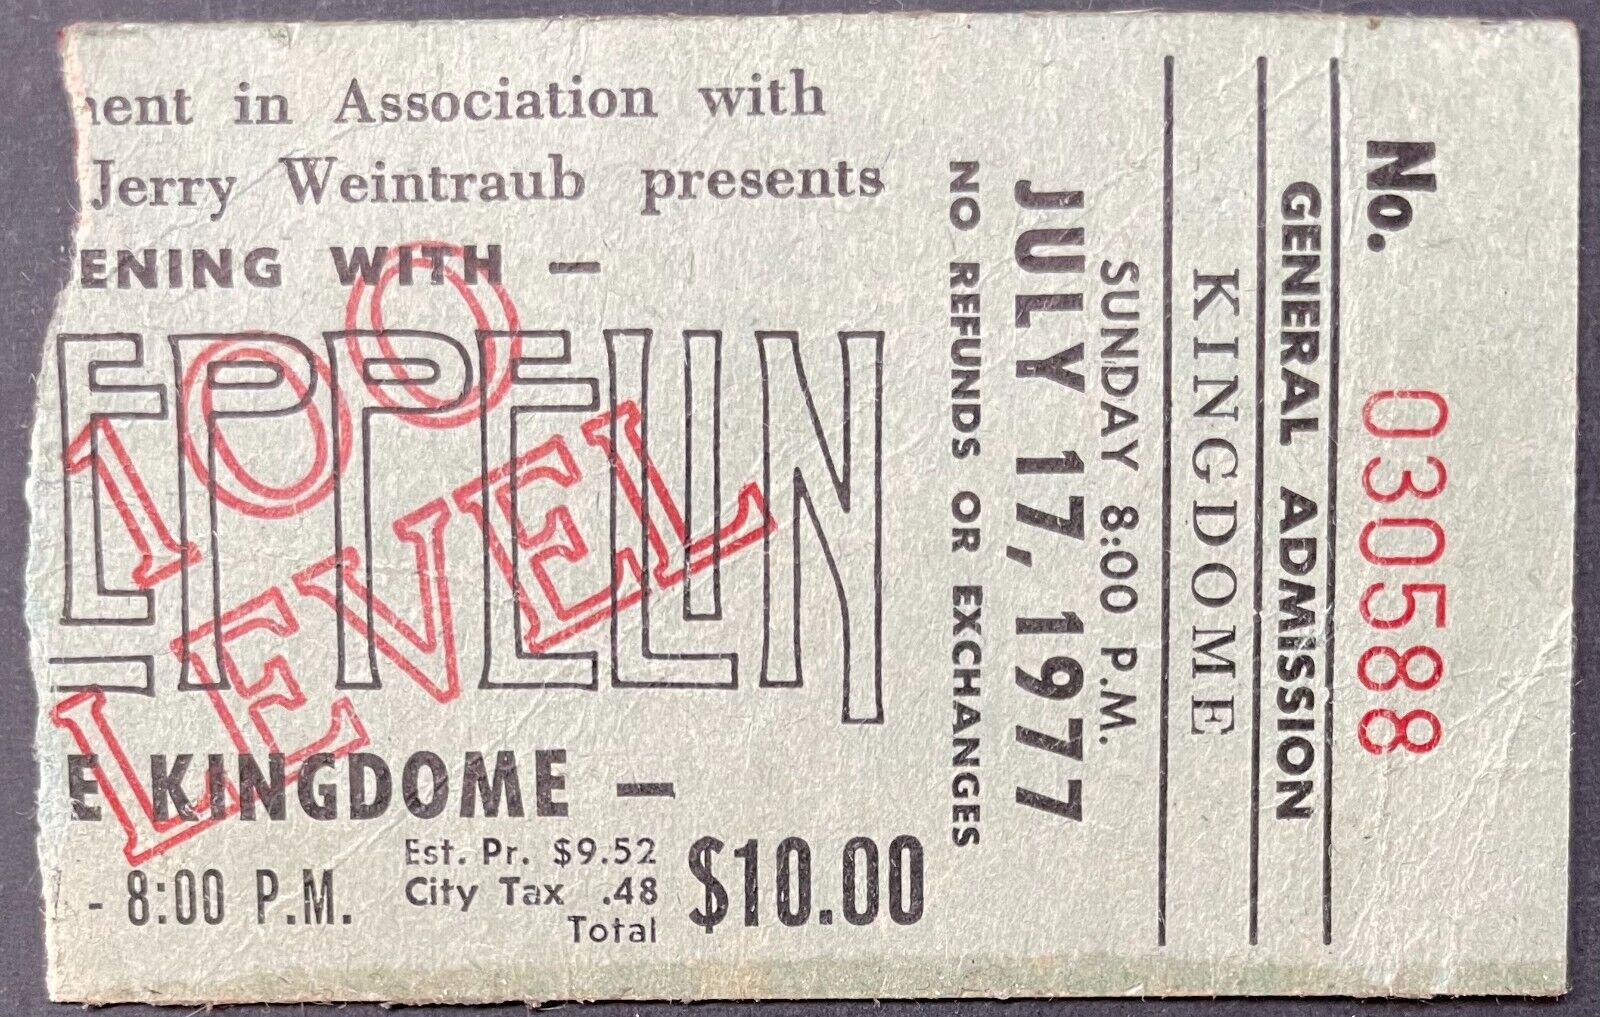 ment in Association with
Jerry Weintraub presents
ENING WITH —
EPPELIN
100
LEVEL
E KINGDOME —
- 8:00 P.M.
Est. Pr. $9.52
City Tax .48
Total
$10.00
NO REFUNDS OR EXCHANGES
JULY 17, 1977
SUNDAY 8:00 P.M.
KINGDOME
GENERAL ADMISSION
No. 030588